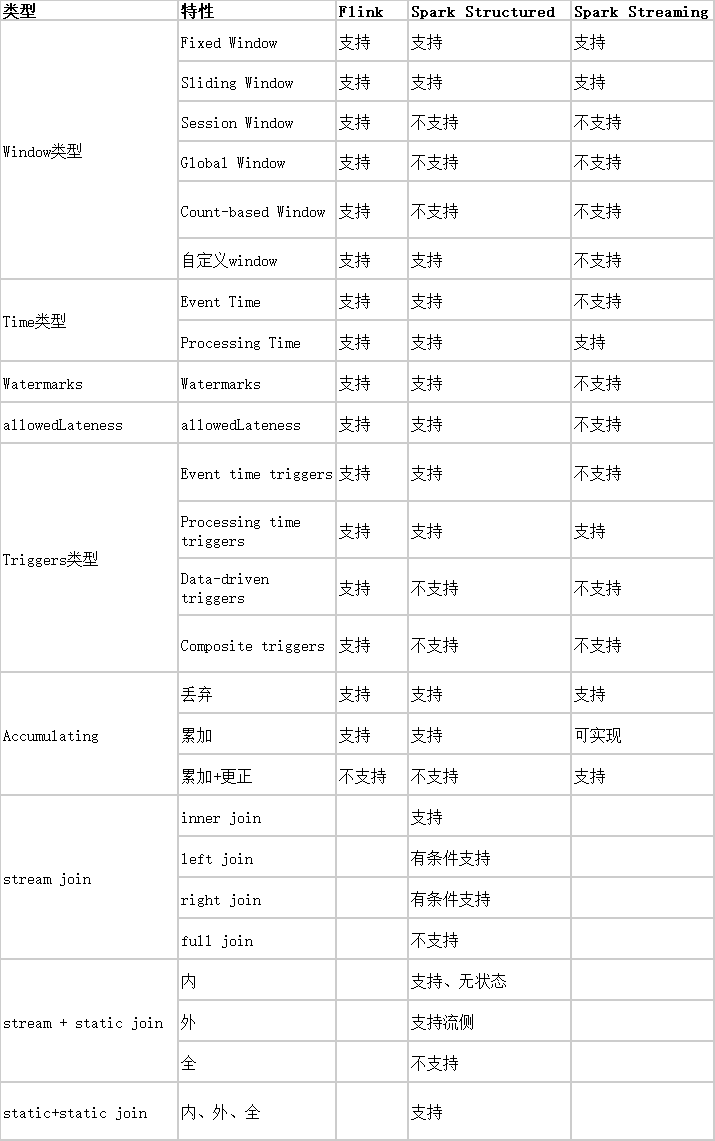 类型 特性 Flink Spark Structured Spark Streaming
Window类型
Fixed Window 支持 支持 支持
Sliding Window 支持 支持 支持
Session Window 支持 不支持 不支持
Global Window 支持 不支持 不支持
Count-based Window 支持 不支持 不支持
自定义window 支持 支持 不支持
Time类型
Event Time 支持 支持 不支持
Processing Time 支持 支持 支持
Watermarks Watermarks 支持 支持 不支持
allowedLateness allowedLateness 支持 支持 不支持
Triggers类型
Event time triggers 支持 支持 不支持
Processing time
triggers 支持 支持 支持
Data-driven
triggers 支持 不支持 不支持
Composite triggers 支持 不支持 不支持
Accumulating
丢弃 支持 支持 支持
累加 支持 支持 可实现
累加+更正 不支持 不支持 支持
stream join
inner join 支持
left join 有条件支持
right join 有条件支持
full join 不支持
stream + static join
内 支持、无状态
外 支持流侧
全 不支持
static+static join 内、外、全 支持